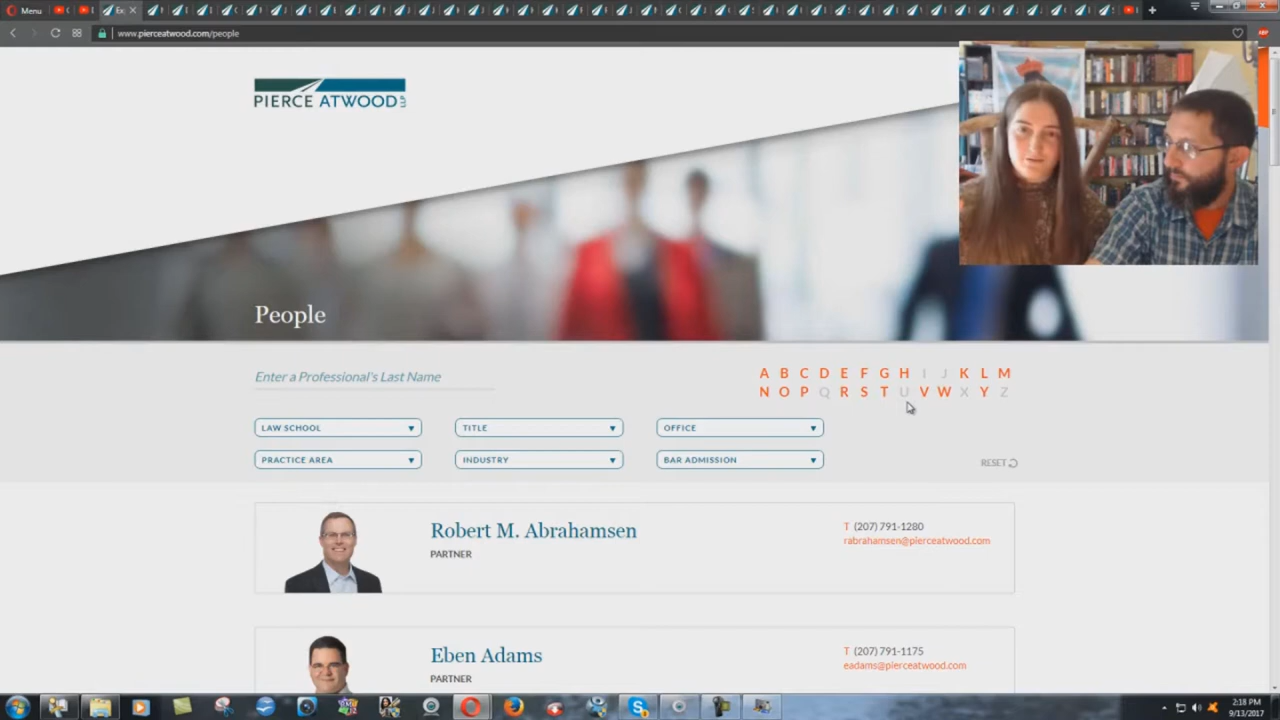 Menu
Ex
www.pierceatwood.com/people
PIERCE ATWOOD LLP
People
Enter a Professional's Last Name
A B C D E F G H I J K L M
N O P Q R S T U V W X Y Z
LAW SCHOOL TITLE OFFICE
PRACTICE AREA INDUSTRY BAR ADMISSION
RESET
Robert M. Abrahamsen
PARTNER
T (207) 791-1280
rabrahamsen@pierceatwood.com
Eben Adams
PARTNER
T (207) 791-1175
eadams@pierceatwood.com
2:18 PM
9/13/2017